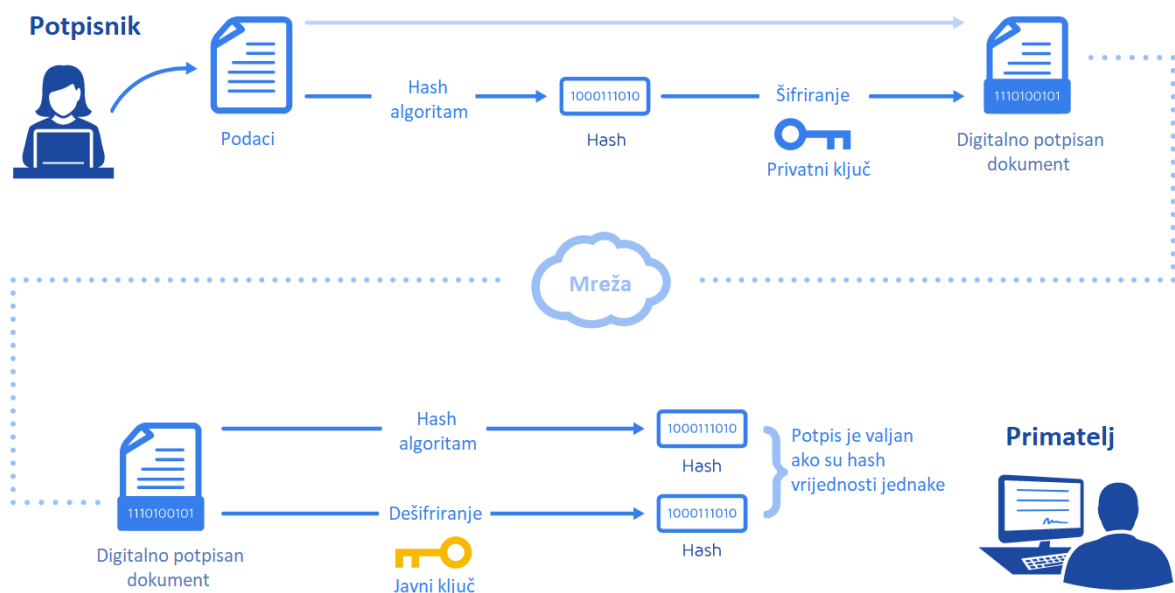 Potpisnik
Podaci
Hash
algoritam
1000111010
Hash
Šifriranje
Privatni ključ
1110100101
Digitalno potpisan
dokument
Mreža
1110100101
Digitalno potpisan
dokument
Hash
algoritam
1000111010
Hash
Dešifriranje
Javni ključ
1000111010
Hash
Potpis je valjan
ako su hash
vrijednosti jednake
Primatelj